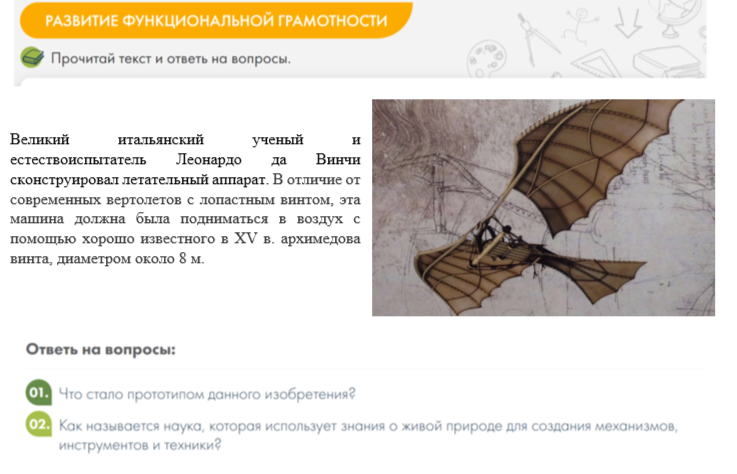 РАЗВИТИЕ ФУНКЦИОНАЛЬНОЙ ГРАМОТНОСТИ
Прочитай текст и ответь на вопросы.
Великий итальянский ученый и
естествоиспытатель Леонардо да Винчи
сконструировал летательный аппарат. В отличие от
современных вертолетов с лопастным винтом, эта
машина должна была подниматься в воздух с
помощью хорошо известного в XV в. архимедова
винта, диаметром около 8 м.
Ответь на вопросы:
01. Что стало прототипом данного изобретения?
02. Как называется наука, которая использует знания о живой природе для создания механизмов,
инструментов и техники?